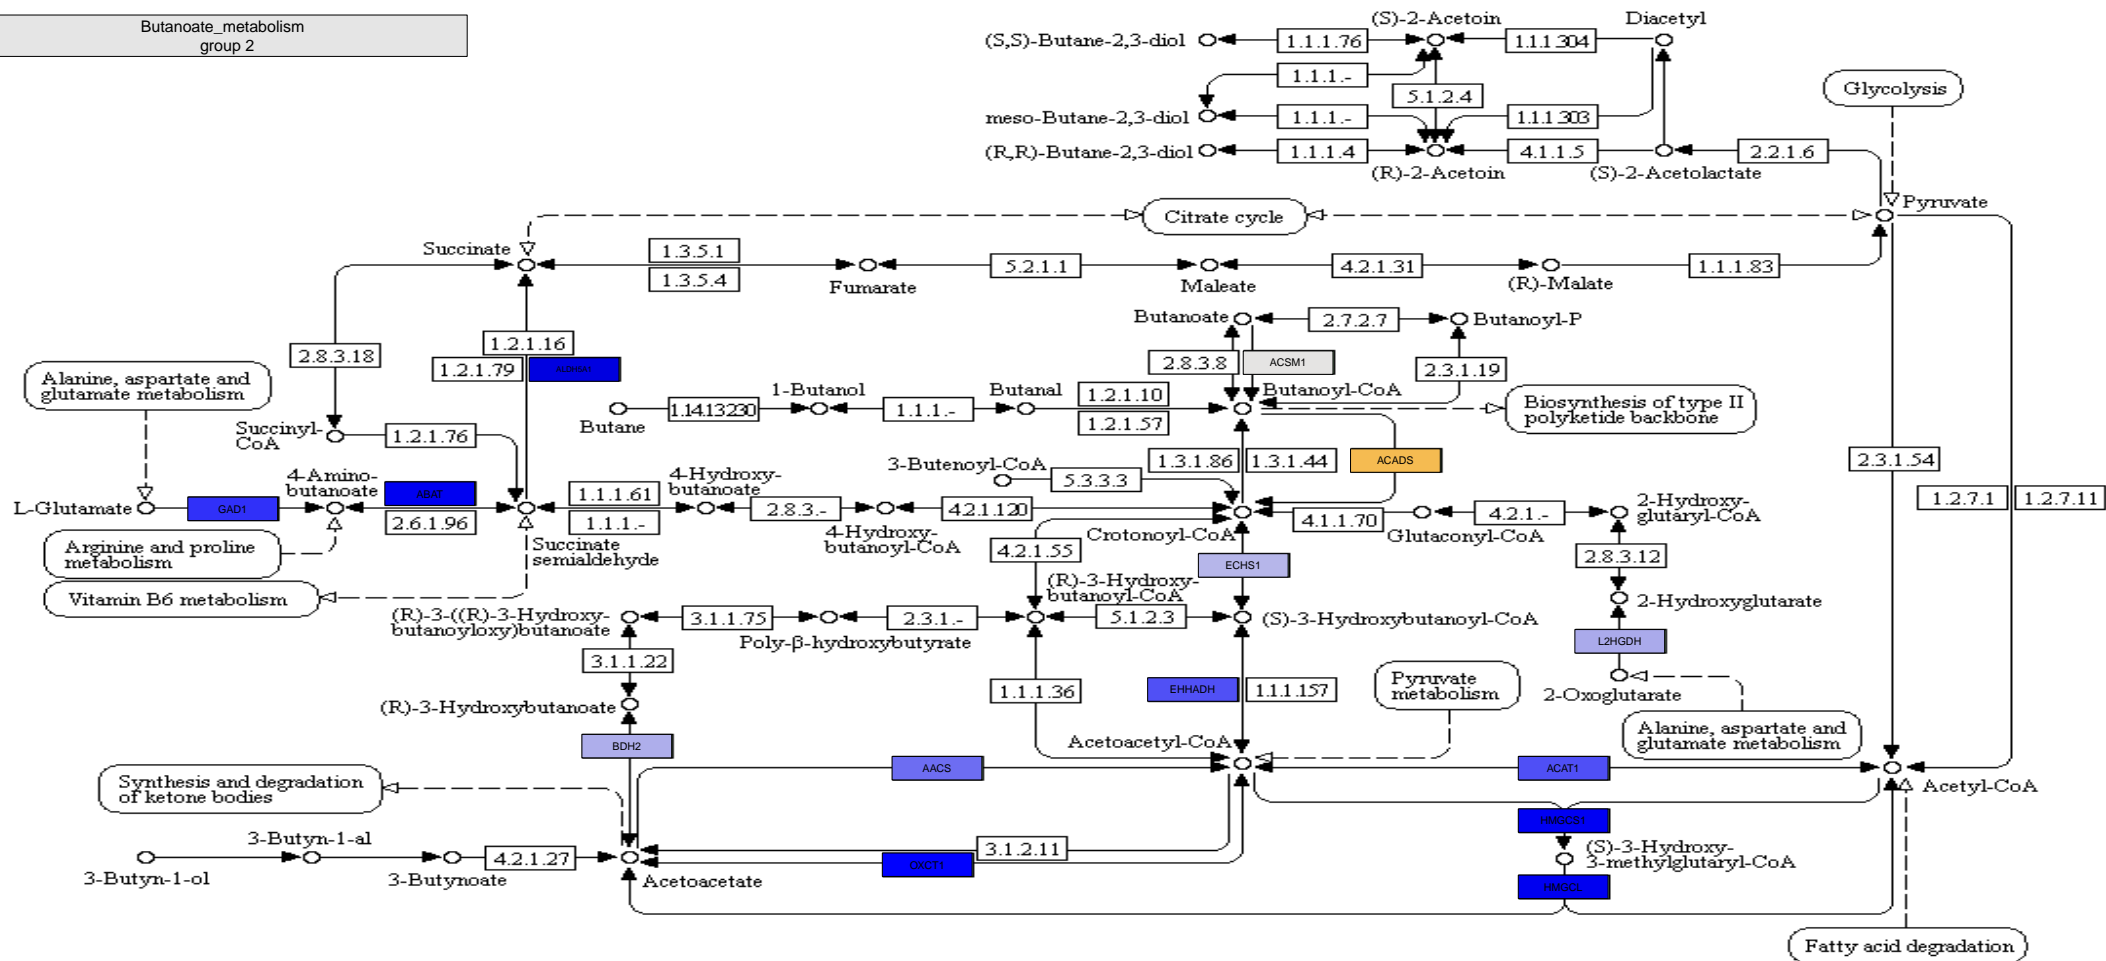 Butanoate_metabolism
group 2
(S)-2-Acetoin
Diacetyl
(S,S)-Butane-2,3-diol
1.1.1.76
1.1.1.304
1.1.1.-
5.1.2.4
Glycolysis
meso-Butane-2,3-diol
1.1.1.-
1.1.1.303
(R,R)-Butane-2,3-diol
1.1.1.4
4.1.1.5
2.2.1.6
(R)-2-Acetoin
(S)-2-Acetolactate
Pyruvate
Citrate cycle
Succinate
1.3.5.1
1.3.5.4
Fumarate
5.2.1.1
Maleate
4.2.1.31
(R)-Malate
1.1.1.83
Butanoate
2.7.2.7
Butanoyl-P
1.2.1.16
2.8.3.18
1.2.1.79
2.8.3.8
ACSM1
2.3.1.19
Alanine, aspartate and
glutamate metabolism
1-Butanol
Butanal
1.2.1.10
Butanoyl-CoA
Biosynthesis of type II
polyketide backbone
Butane
1.14.13.230
1.1.1.-
1.2.1.57
Succinyl-
CoA
1.2.1.76
3-Butenoyl-CoA
1.3.1.86
1.3.1.44
ACADS
2.3.1.54
5.3.3.3
4-Amino-
butanoate
ABAT
1.1.1.61
4-Hydroxy-
butanoate
2-Hydroxy-
glutaryl-CoA
1.2.7.1
1.2.7.11
L-Glutamate
GAD1
2.6.1.96
1.1.1.-
2.8.3.-
4.2.1.120
4.1.1.70
4.2.1.-
Succinate
semialdehyde
4-Hydroxy-
butanoyl-CoA
Crotonoyl-CoA
Glutaconyl-CoA
Arginine and proline
metabolism
4.2.1.55
ECHS1
2.8.3.12
Vitamin B6 metabolism
(R)-3-Hydroxy-
butanoyl-CoA
2-Hydroxyglutarate
(R)-3-((R)-3-Hydroxy-
butanoyloxy)butanoate
3.1.1.75
2.3.1.-
5.1.2.3
(S)-3-Hydroxybutanoyl-CoA
Poly-β-hydroxybutyrate
L2HGDH
3.1.1.22
1.1.1.36
EHHADH
1.1.1.157
Pyruvate
metabolism
2-Oxoglutarate
(R)-3-Hydroxybutanoate
BDH2
Acetoacetyl-CoA
Alanine, aspartate and
glutamate metabolism
Synthesis and degradation
of ketone bodies
AACS
ACAT1
Acetyl-CoA
HMGCS1
3-Butyn-1-al
3.1.2.11
(S)-3-Hydroxy-
3-methylglutaryl-CoA
4.2.1.27
OXCT1
3-Butyn-1-ol
3-Butynoate
Acetoacetate
HMGCL
Fatty acid degradation